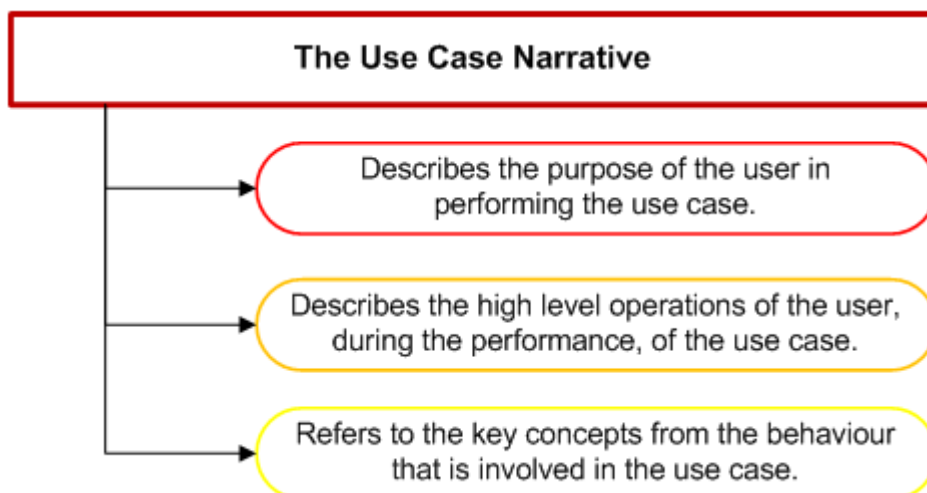 The Use Case Narrative
Describes the purpose of the user in
performing the use case.
Describes the high level operations of the user,
during the performance, of the use case.
Refers to the key concepts from the behaviour
that is involved in the use case.